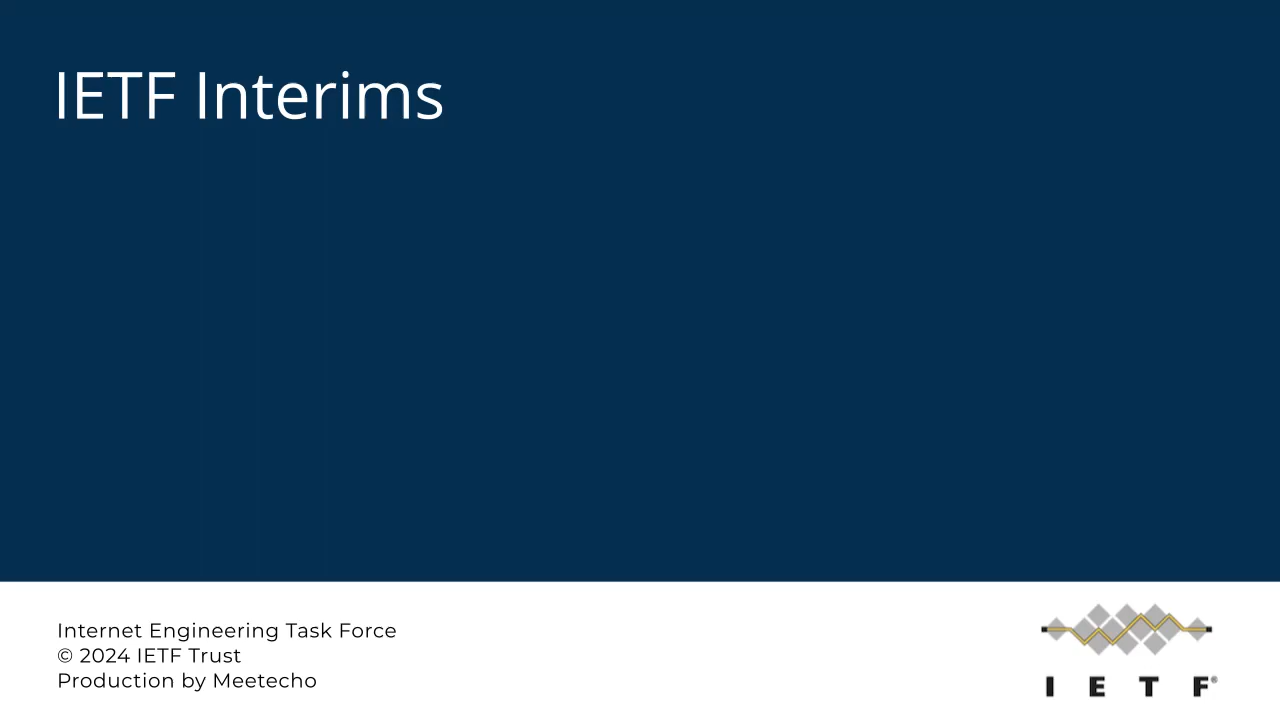 IETF Interims
Internet Engineering Task Force
© 2024 IETF Trust
Production by Meetecho
I E T F®